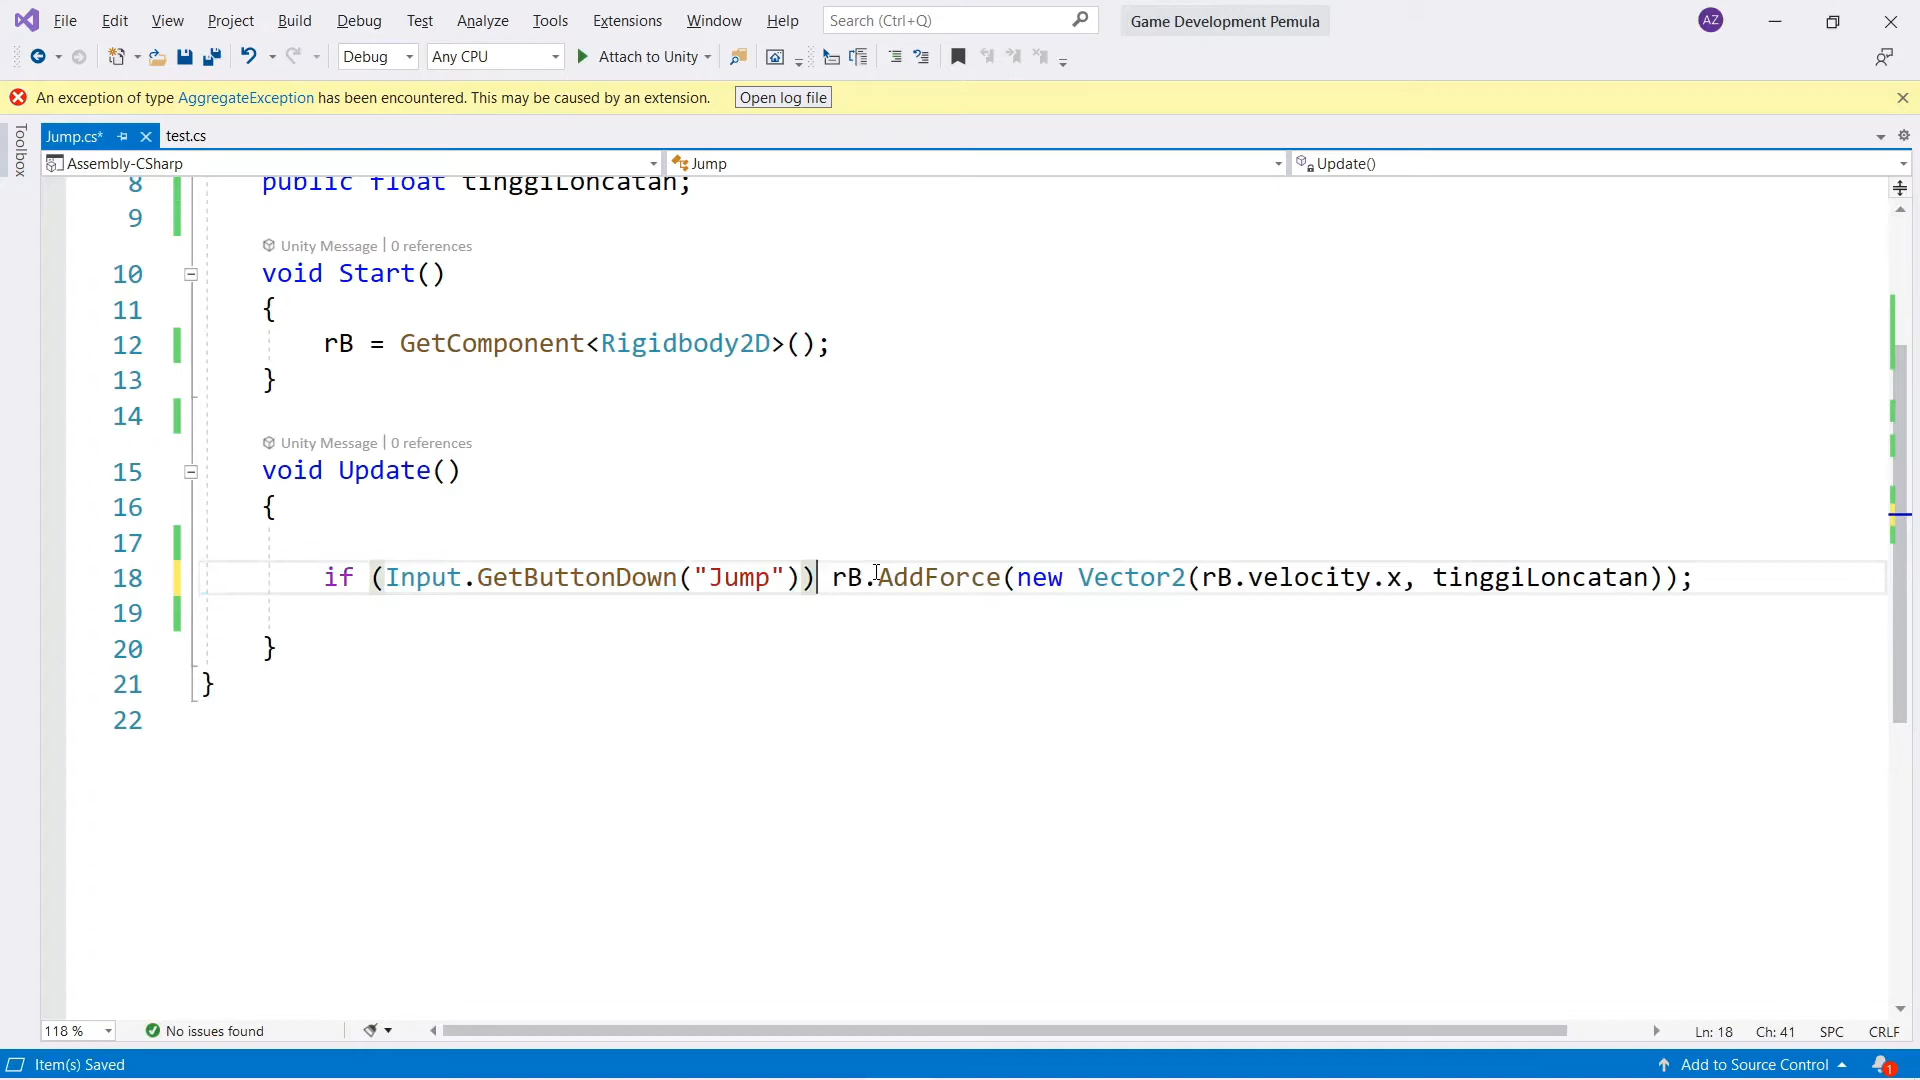 File Edit View Project Build Debug Test Analyze Tools Extensions Window Help Search (Ctrl+Q) Game Development Pemula AZ
Debug Any CPU Attach to Unity
An exception of type AggregateException has been encountered. This may be caused by an extension. Open log file
Toolbox
Jump.cs* test.cs
Assembly-CSharp Jump Update()
8 public float tinggiLoncatan;
9
Unity Message | 0 references
10 void Start()
11 {
12 rB = GetComponent<Rigidbody2D>();
13 }
14
Unity Message | 0 references
15 void Update()
16 {
17
18 if (Input.GetButtonDown("Jump")) rB.AddForce(new Vector2(rB.velocity.x, tinggiLoncatan));
19
20 }
21 }
22
118 % No issues found Ln: 18 Ch: 41 SPC CRLF
Item(s) Saved Add to Source Control 1